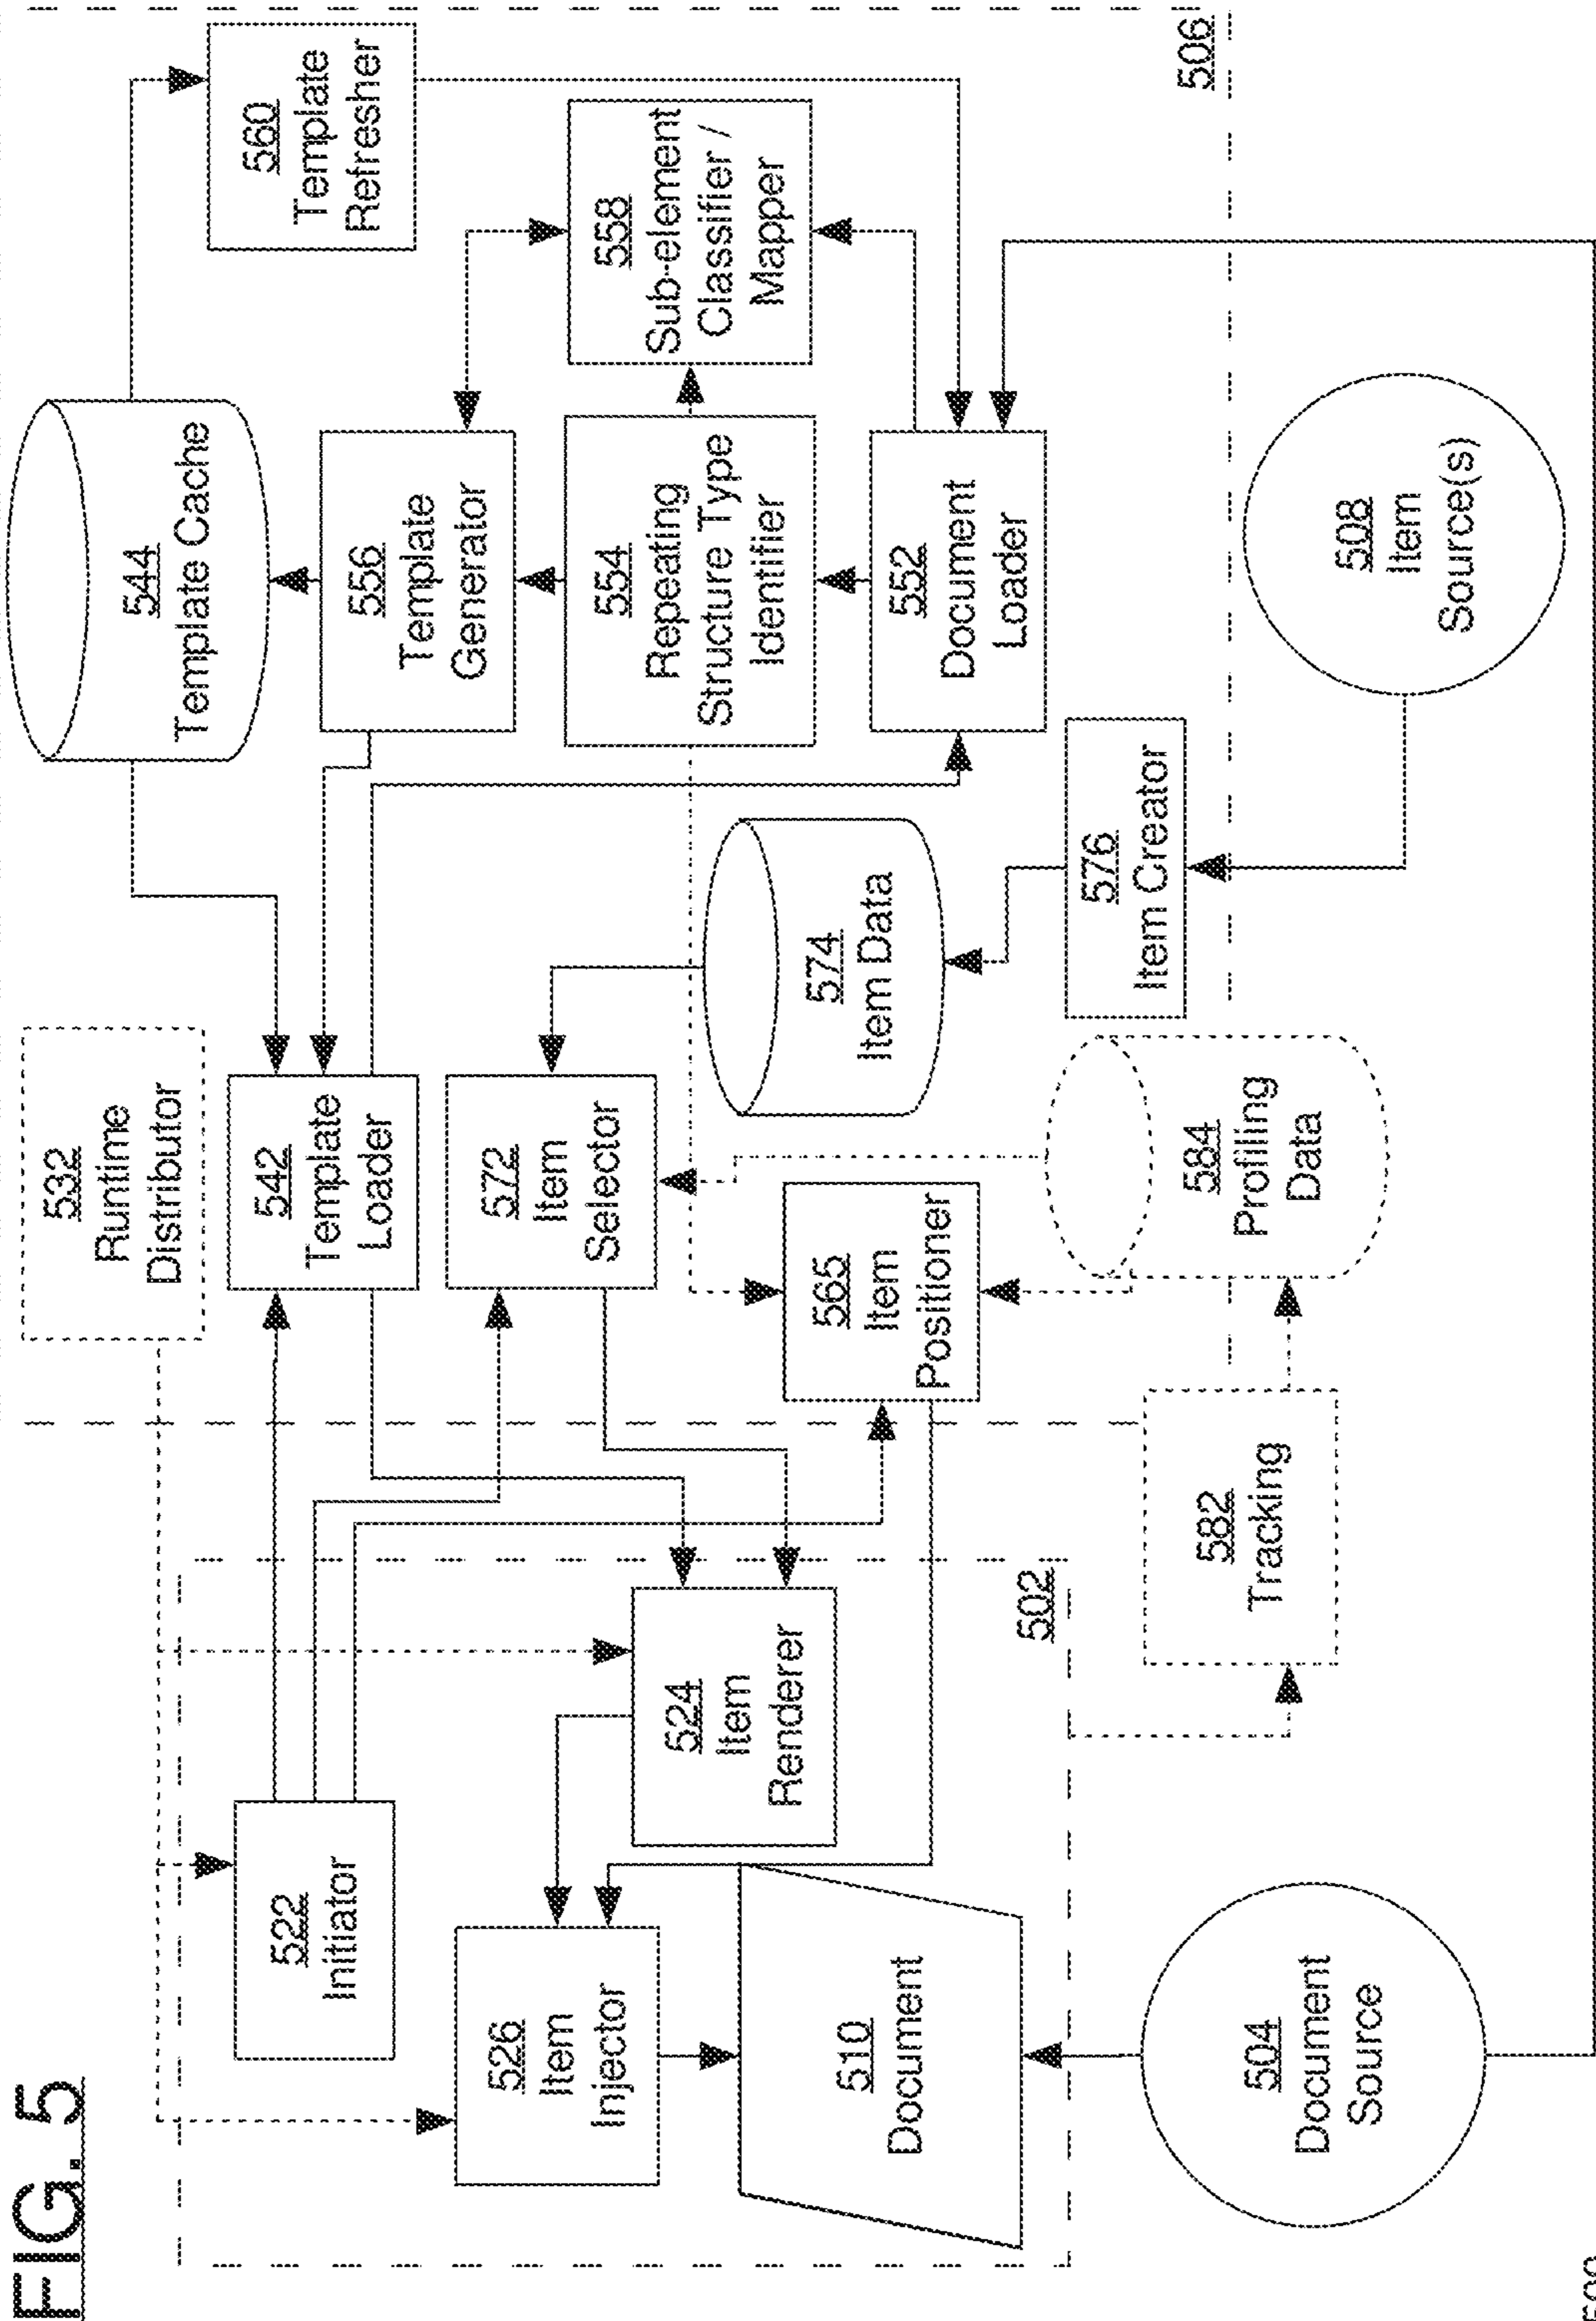 FIG. 5
532
Runtime
Distributor
544
Template Cache
560
Template
Refresher
522
Initiator
542
Template
Loader
556
Template
Generator
526
Item
Injector
524
Item
Renderer
572
Item
Selector
554
Repeating
Structure Type
Identifier
558
Sub-element
Classifier /
Mapper
510
Document
565
Item
Positioner
574
Item Data
552
Document
Loader
502
576
Item Creator
506
504
Document
Source
582
Tracking
584
Profiling
Data
508
Item
Source(s)